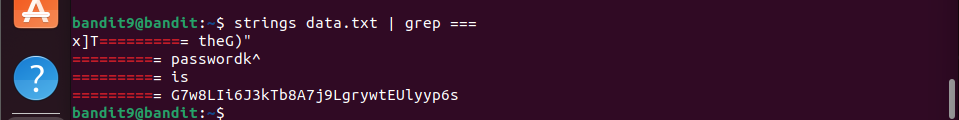 bandit9@bandit:~$ strings data.txt | grep ===
x]T========== theG)"
========== passwordk^
========== is
========== G7w8LIi6J3kTb8A7j9LgrywtEUlyyp6s
bandit9@bandit:~$